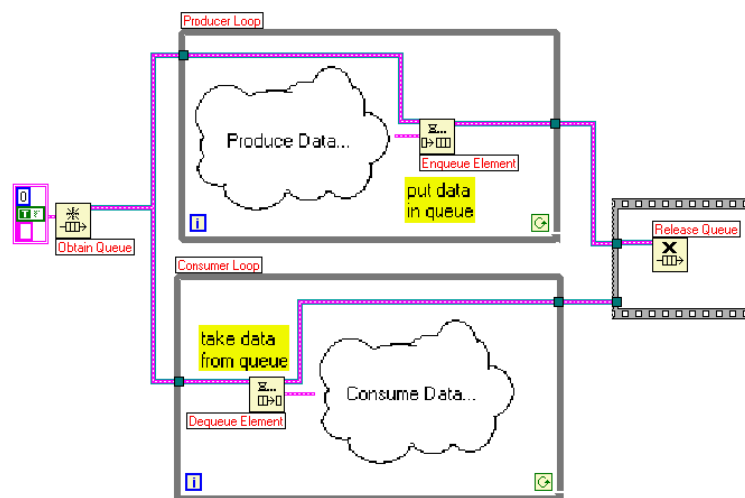 Producer Loop
Produce Data...
Enqueue Element
put data
in queue
i
0
T
Obtain Queue
Release Queue
Consumer Loop
take data
from queue
Consume Data...
Dequeue Element
i